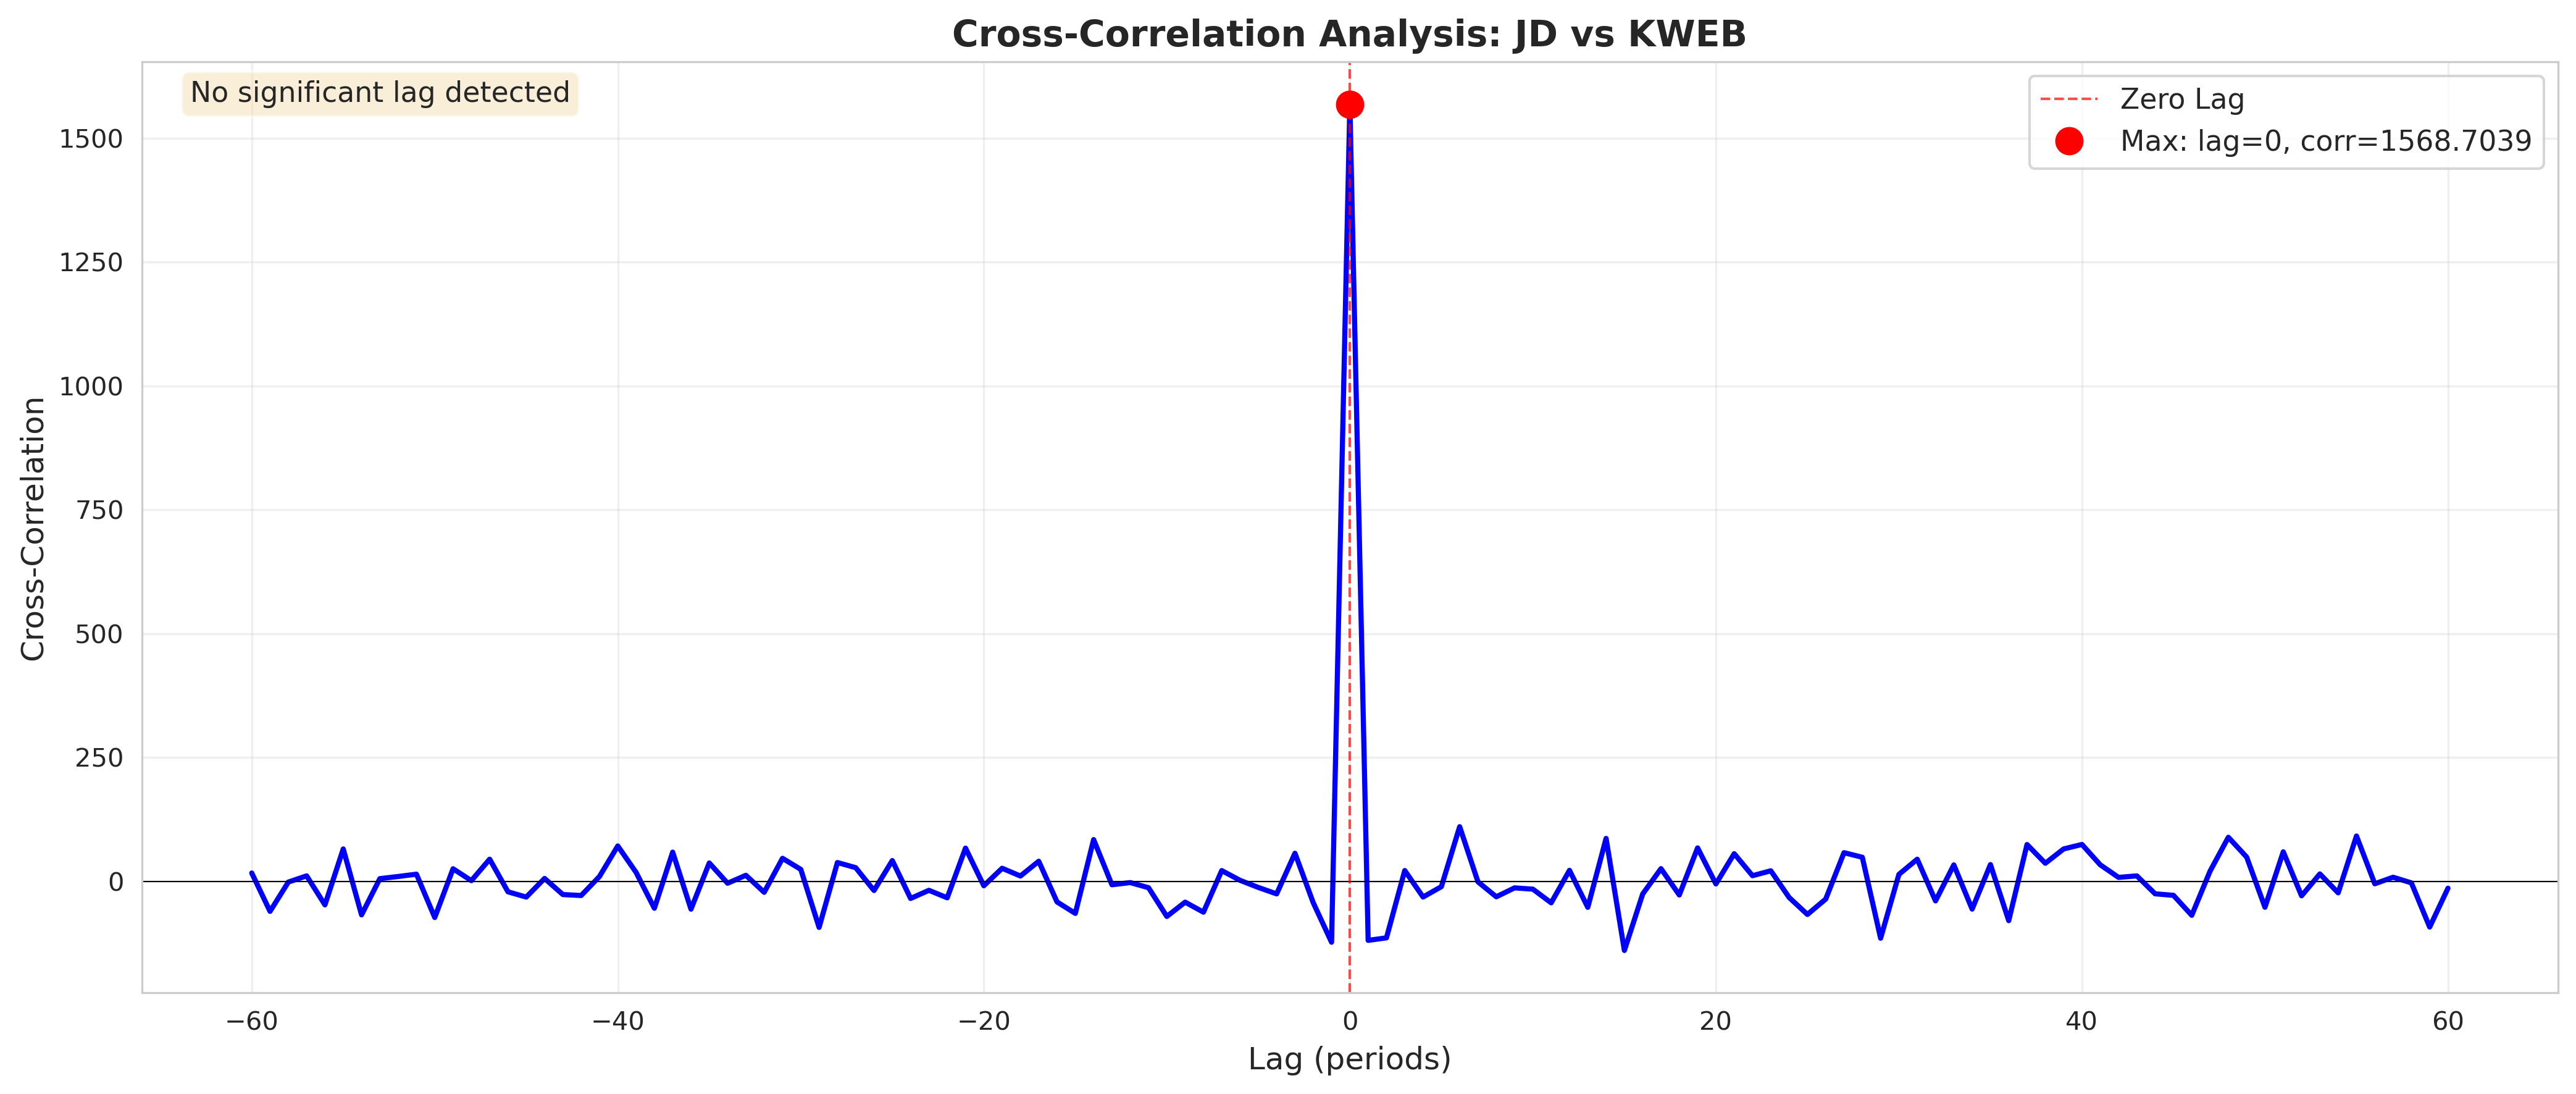 Cross-Correlation Analysis: JD vs KWEB
No significant lag detected
Zero Lag
Max: lag=0, corr=1568.7039
Cross-Correlation
1500
1250
1000
750
500
250
0
−60
−40
−20
0
20
40
60
Lag (periods)